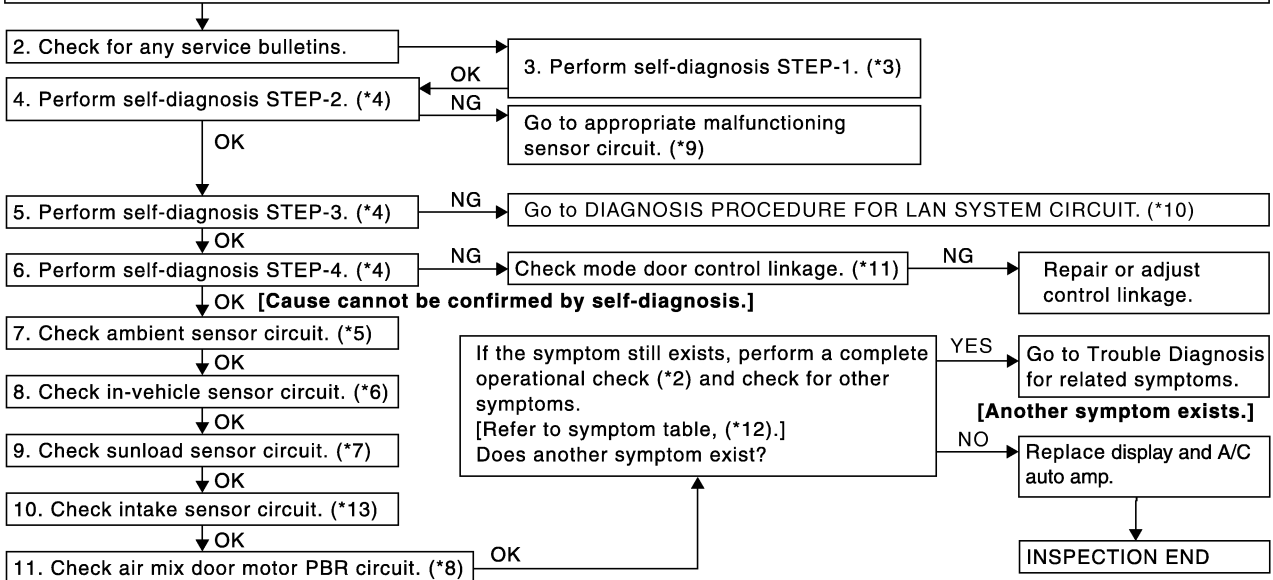 2. Check for any service bulletins.
3. Perform self-diagnosis STEP-1. (*3)
OK
4. Perform self-diagnosis STEP-2. (*4)
NG
Go to appropriate malfunctioning
sensor circuit. (*9)
OK
5. Perform self-diagnosis STEP-3. (*4)
NG
Go to DIAGNOSIS PROCEDURE FOR LAN SYSTEM CIRCUIT. (*10)
OK
6. Perform self-diagnosis STEP-4. (*4)
NG
Check mode door control linkage. (*11)
NG
Repair or adjust
control linkage.
OK [Cause cannot be confirmed by self-diagnosis.]
7. Check ambient sensor circuit. (*5)
OK
8. Check in-vehicle sensor circuit. (*6)
OK
9. Check sunload sensor circuit. (*7)
OK
10. Check intake sensor circuit. (*13)
OK
11. Check air mix door motor PBR circuit. (*8)
OK
If the symptom still exists, perform a complete
operational check (*2) and check for other
symptoms.
[Refer to symptom table, (*12).]
Does another symptom exist?
YES
Go to Trouble Diagnosis
for related symptoms.
[Another symptom exists.]
NO
Replace display and A/C
auto amp.
INSPECTION END